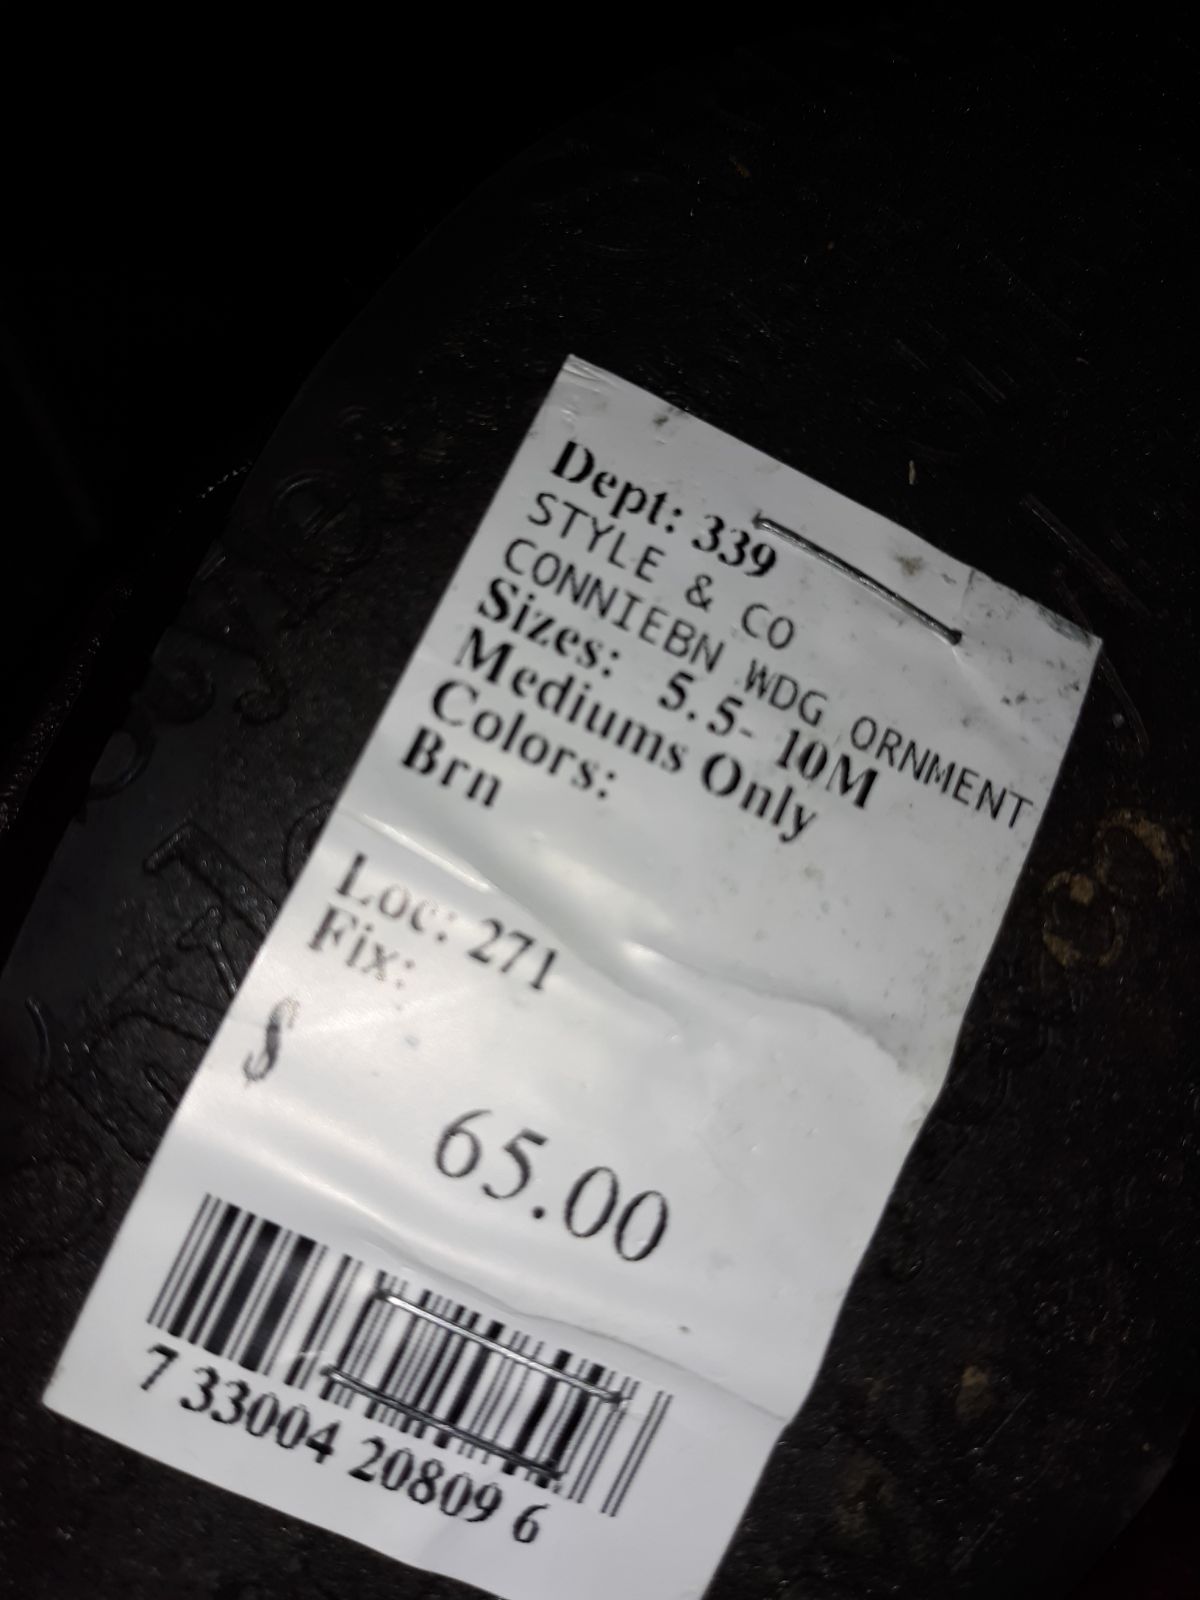 Dept: 339
STYLE & CO
CONNIEBN WDG ORNMENT
Sizes: 5.5- 10M
Mediums Only
Colors:
Brn
Loc: 271
Fix:
$ 65.00
7 33004 20809 6
Style